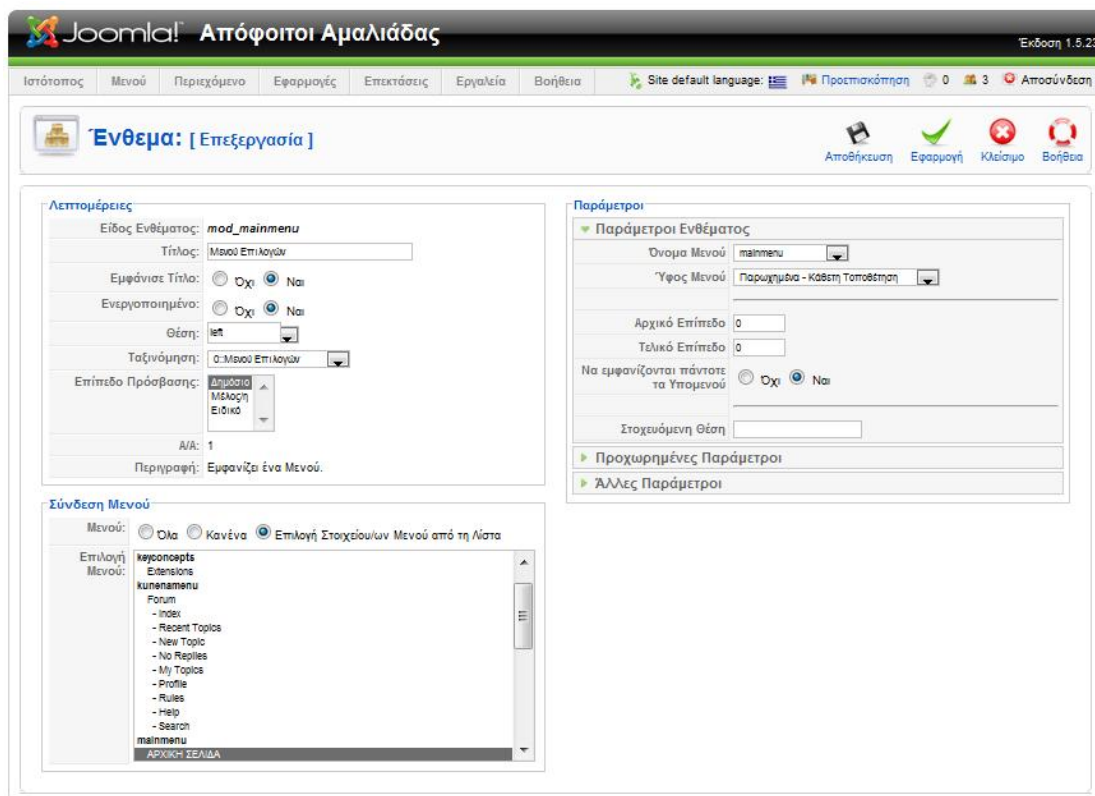 Joomla! Απόφοιτοι Αμαλιάδας
Έκδοση 1.5.23
Ιστότοπος Μενού Περιεχόμενο Εφαρμογές Επεκτάσεις Εργαλεία Βοήθεια Site default language: Προεπισκόπηση 0 3 Αποσύνδεση
Ένθεμα: [ Επεξεργασία ]
Αποθήκευση Εφαρμογή Κλείσιμο Βοήθεια
Λεπτομέρειες
Είδος Ενθέματος: mod_mainmenu
Τίτλος: Μενού Επιλογών
Εμφάνισε Τίτλο: Όχι Ναι
Ενεργοποιημένο: Όχι Ναι
Θέση: left
Ταξινόμηση: 0::Μενού Επιλογών
Επίπεδο Πρόσβασης: Δημόσιο
Μέλος/η
Ειδικό
Α/Α: 1
Περιγραφή: Εμφανίζει ένα Μενού.
Σύνδεση Μενού
Μενού: Όλα Κανένα Επιλογή Στοιχείου/ων Μενού από τη Λίστα
Επιλογή Μενού:
keyconcepts
Extensions
kunenamenu
Forum
- Index
- Recent Topics
- New Topic
- No Replies
- My Topics
- Profile
- Rules
- Help
- Search
mainmenu
ΑΡΧΙΚΗ ΣΕΛΙΔΑ
Παράμετροι
Παράμετροι Ενθέματος
Όνομα Μενού mainmenu
Ύφος Μενού Παρωχημένα - Κάθετη Τοποθέτηση
Αρχικό Επίπεδο 0
Τελικό Επίπεδο 0
Να εμφανίζονται πάντοτε
τα Υπομενού Όχι Ναι
Στοχευόμενη Θέση
Προχωρημένες Παράμετροι
Άλλες Παράμετροι